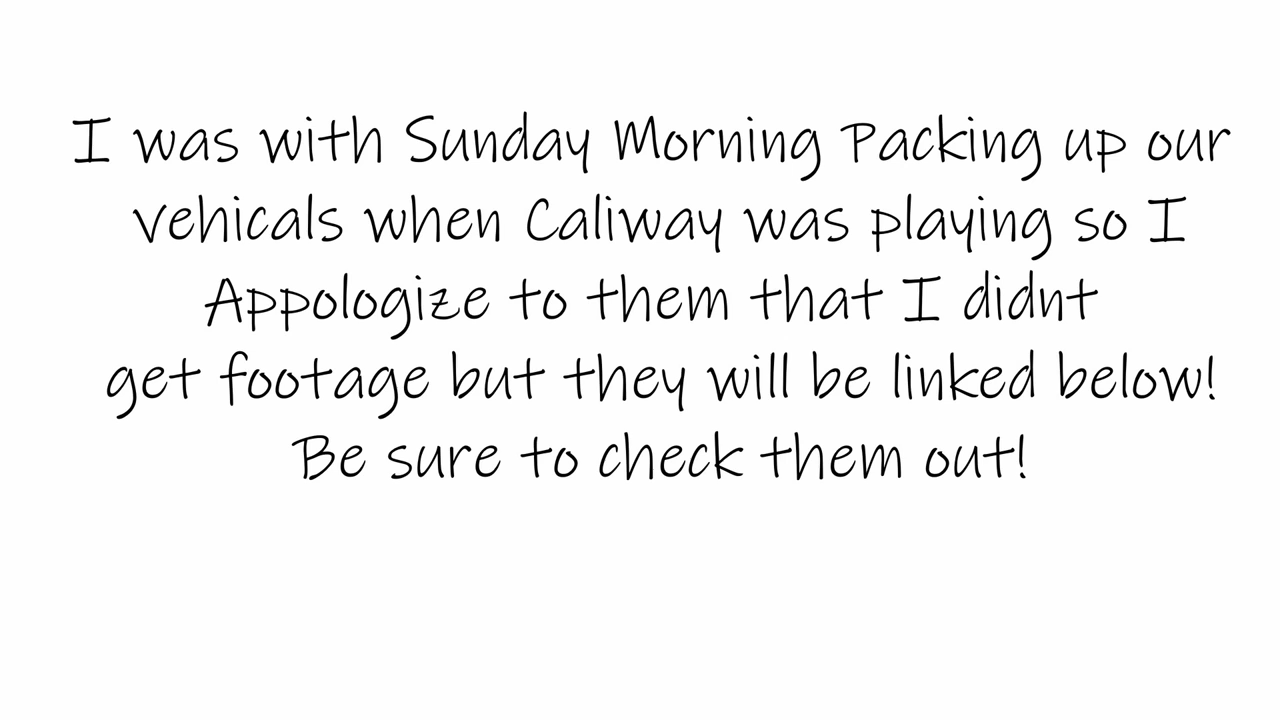 I was with Sunday Morning Packing up our
vehicals when Caliway was playing so I
Appologize to them that I didnt
get footage but they will be linked below!
Be sure to check them out!